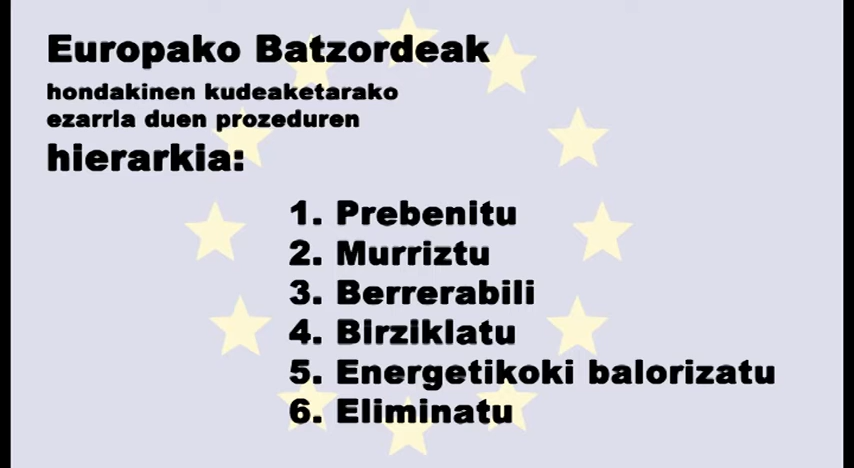 Europako Batzordeak
hondakinen kudeaketarako
ezarria duen prozeduren
hierarkia:
1. Prebenitu
2. Murriztu
3. Berrerabili
4. Birziklatu
5. Energetikoki balorizatu
6. Eliminatu